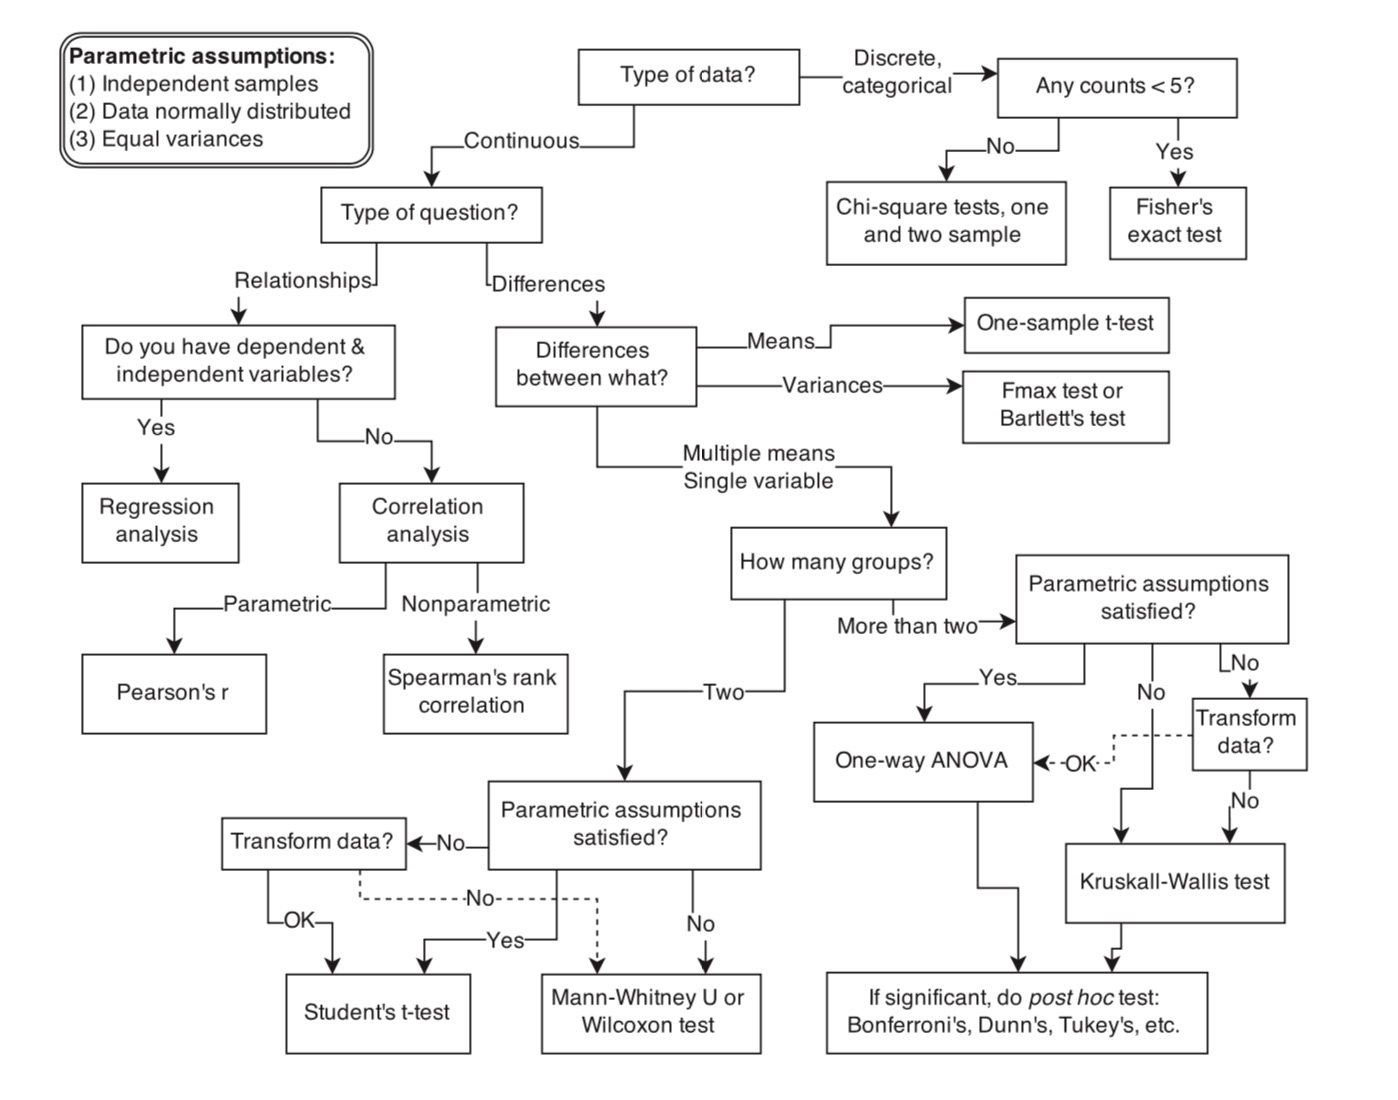 Parametric assumptions:
(1) Independent samples
(2) Data normally distributed
(3) Equal variances
Type of data?
Discrete,
categorical
Any counts < 5?
Continuous
No
Yes
Type of question?
Chi-square tests, one
and two sample
Fisher's
exact test
Relationships
Differences
Do you have dependent &
independent variables?
Differences
between what?
Means
One-sample t-test
Variances
Fmax test or
Bartlett's test
Yes
No
Multiple means
Single variable
Regression
analysis
Correlation
analysis
How many groups?
Parametric assumptions
satisfied?
Parametric
Nonparametric
More than two
Pearson's r
Spearman's rank
correlation
Two
Yes
No
No
One-way ANOVA
OK
Transform
data?
No
Parametric assumptions
satisfied?
Transform data?
No
Kruskall-Wallis test
No
OK
Yes
No
Student's t-test
Mann-Whitney U or
Wilcoxon test
If significant, do post hoc test:
Bonferroni's, Dunn's, Tukey's, etc.